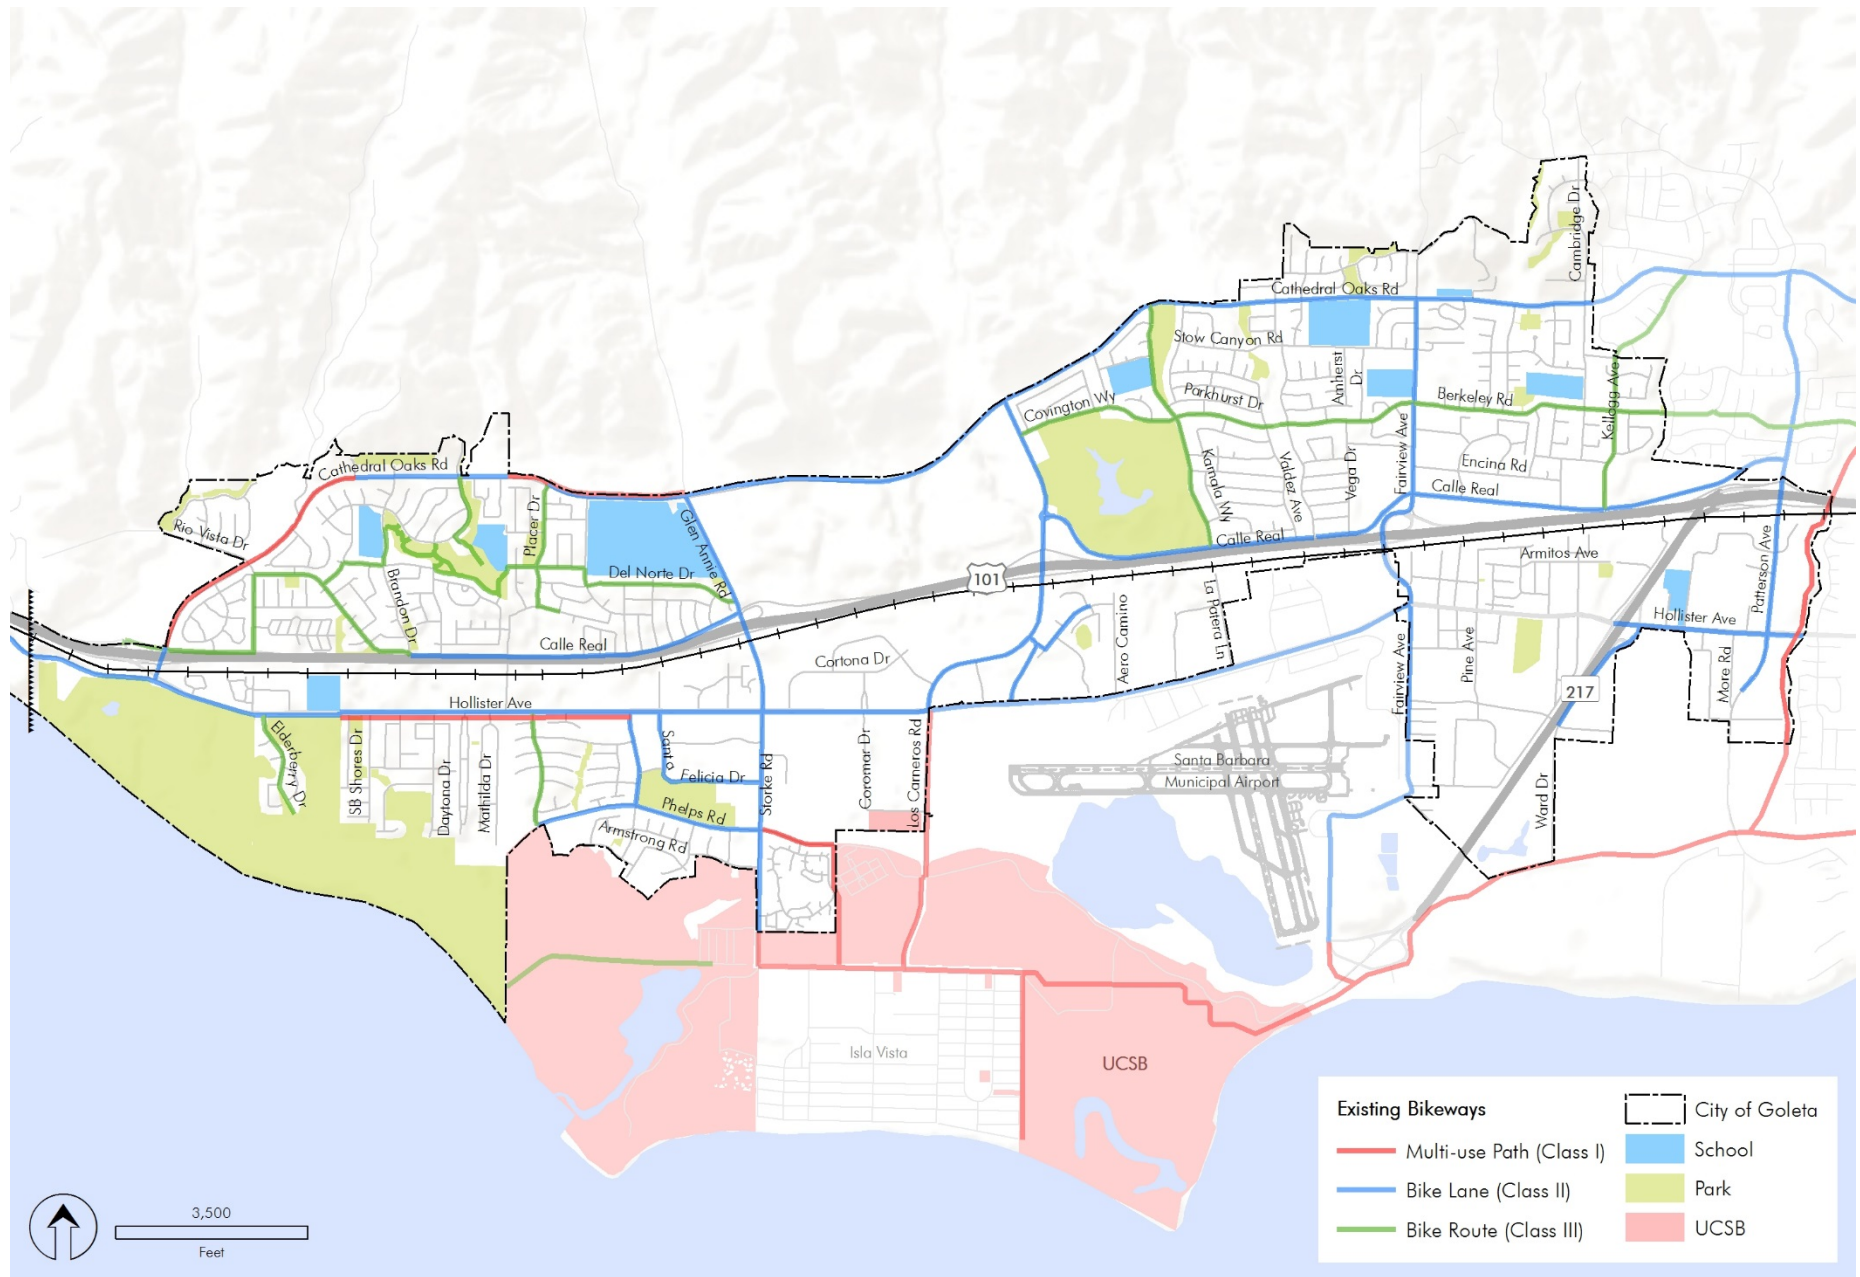 Cambridge Dr
Cathedral Oaks Rd
Stow Canyon Rd
Amherst
Dr
Parkhurst Dr
Covington Wy
Berkeley Rd
Kellogg Ave
Fairview Ave
Cathedral Oaks Rd
Kamala Wy
Valdez Ave
Vega Dr
Encina Rd
Calle Real
Rio Vista Dr
Placer Dr
Glen Annie Rd
Calle Real
Armitos Ave
Patterson Ave
Brandon Dr
Del Norte Dr
101
La Patera Ln
Hollister Ave
Calle Real
Cortona Dr
Aero Camino
Fairview Ave
Pine Ave
More Rd
217
Hollister Ave
Elderberry Dr
SB Shores Dr
Daytona Dr
Mathilda Dr
Santa
Felicia Dr
Storke Rd
Coromar Dr
Los Carneros Rd
Santa Barbara
Municipal Airport
Phelps Rd
Armstrong Rd
Ward Dr
Isla Vista
UCSB
Existing Bikeways
Multi-use Path (Class I)
Bike Lane (Class II)
Bike Route (Class III)
City of Goleta
School
Park
UCSB
3,500
Feet